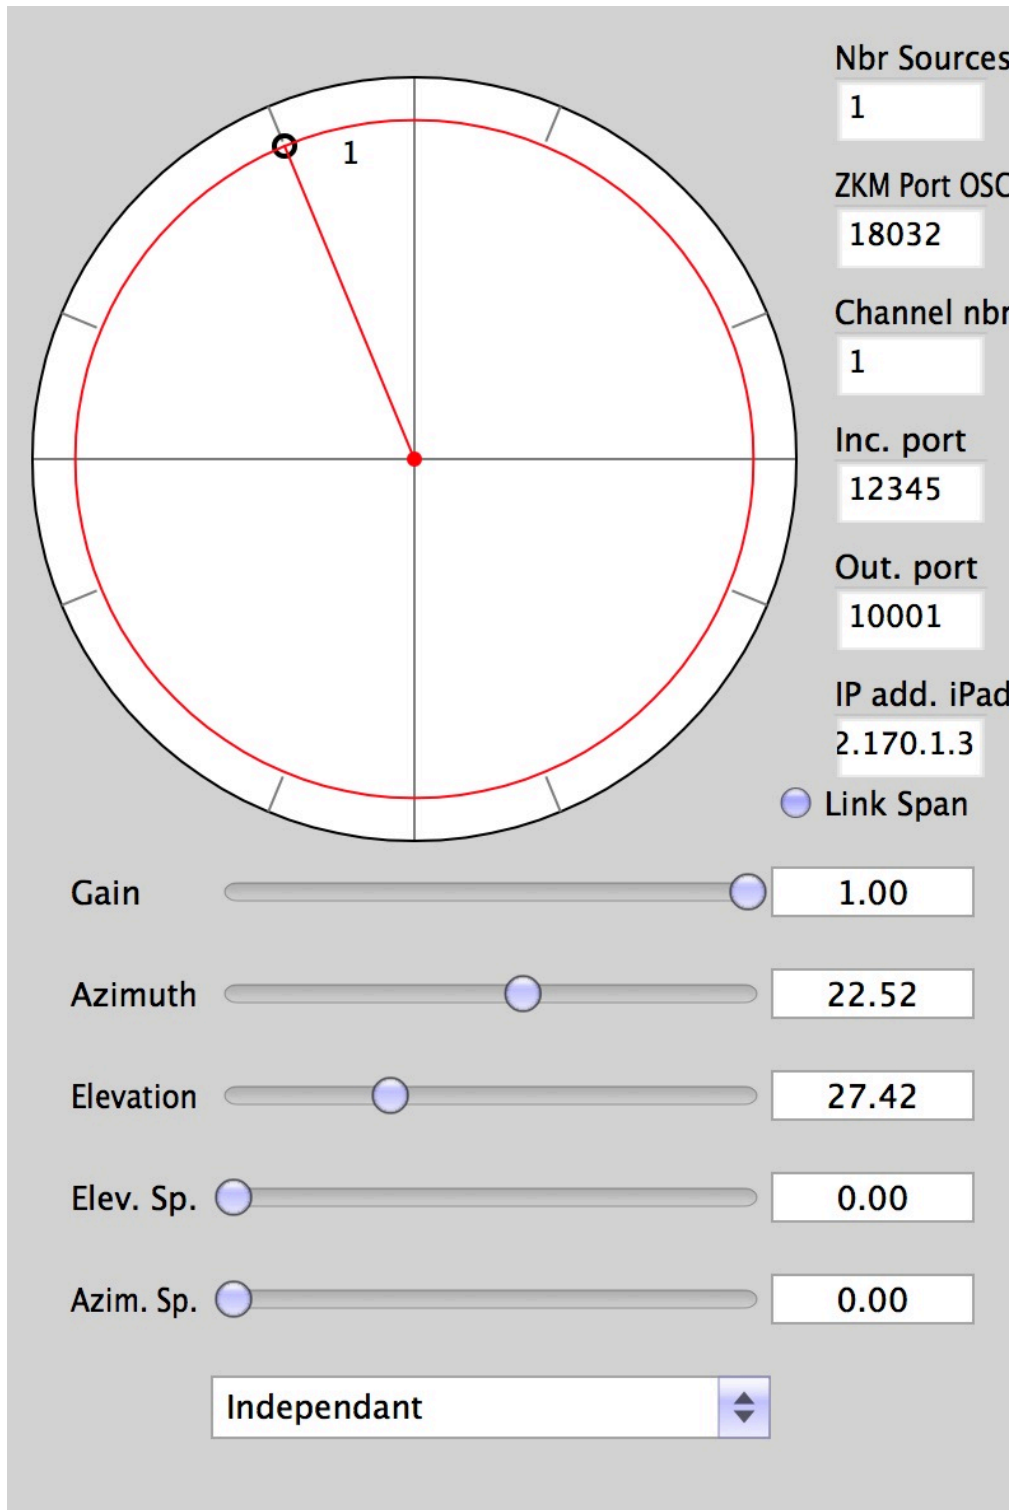 Nbr Sources
1
1
ZKM Port OSC
18032
Channel nbr
1
Inc. port
12345
Out. port
10001
IP add. iPad
2.170.1.3
Link Span
Gain
1.00
Azimuth
22.52
Elevation
27.42
Elev. Sp.
0.00
Azim. Sp.
0.00
Independant